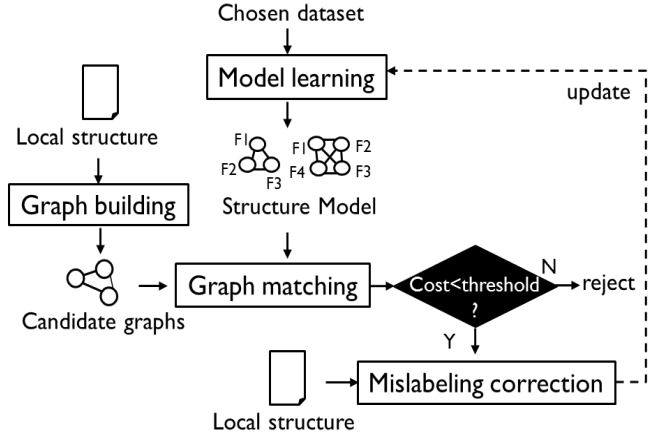 Chosen dataset
Model learning
update
Local structure
F1
F2
F3
F1
F2
F4
F3
Structure Model
Graph building
Candidate graphs
Graph matching
Cost<threshold
?
N
reject
Y
Mislabeling correction
Local structure